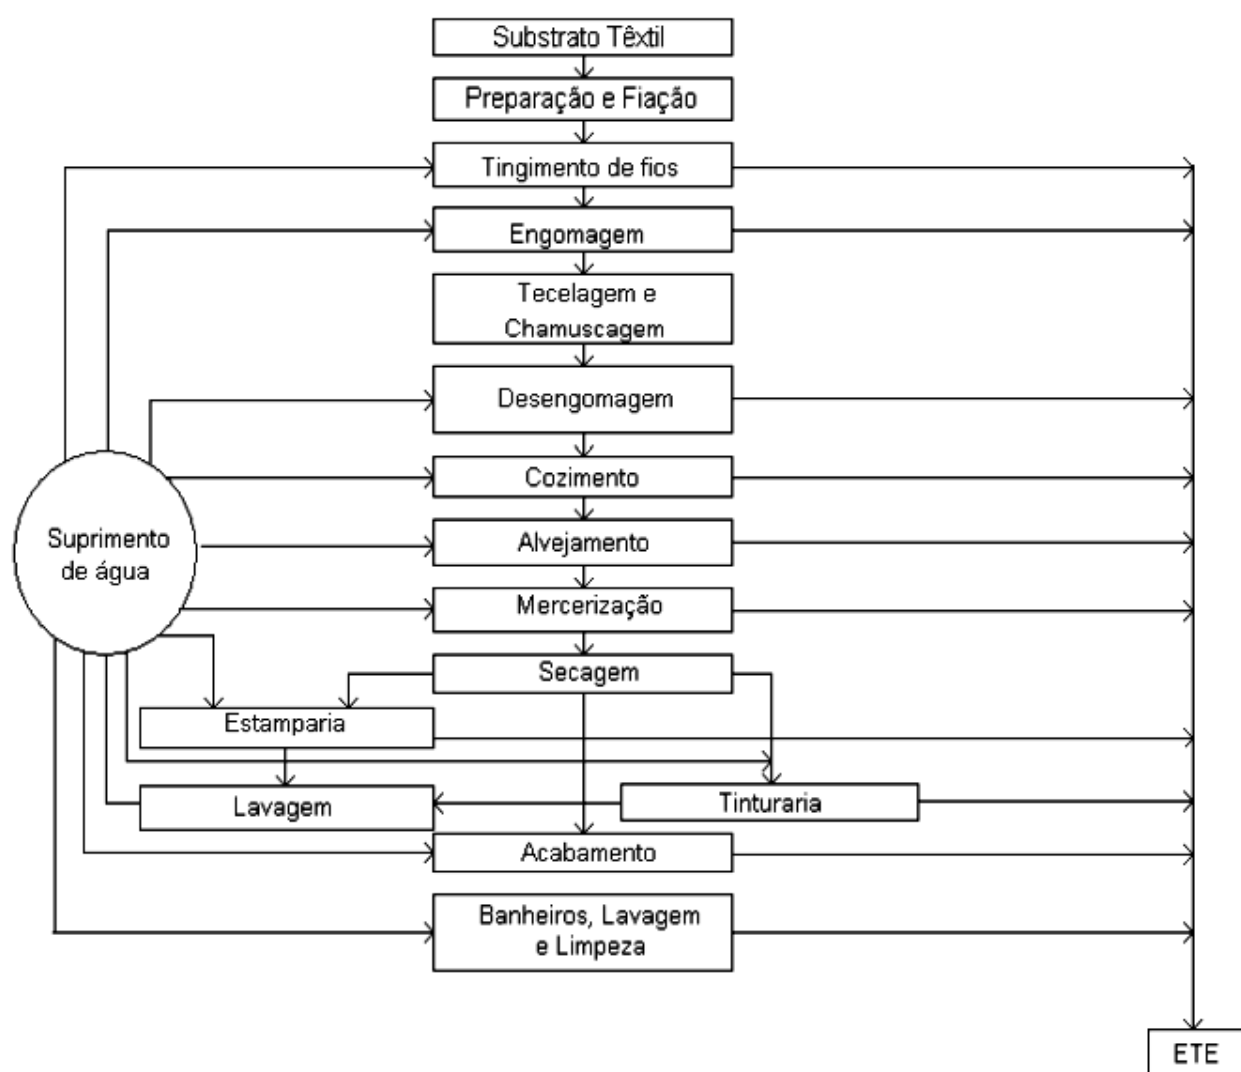 Substrato Têxtil
Preparação e Fiação
Tingimento de fios
Engomagem
Tecelagem e
Chamuscagem
Desengomagem
Cozimento
Suprimento
de água
Alvejamento
Mercerização
Secagem
Estamparia
Lavagem
Tinturaria
Acabamento
Banheiros, Lavagem
e Limpeza
ETE